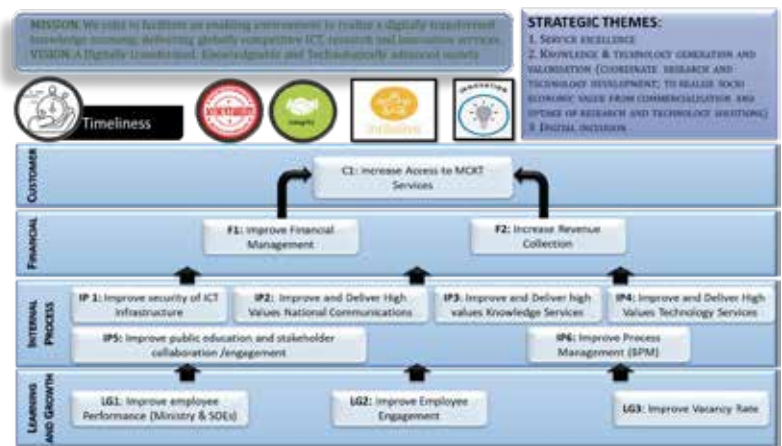 MISSION: We exist to facilitate an enabling environment to realize a digitally transformed
knowledge economy, delivering globally competitive ICT, research and innovation services
VISION: A Digitally transformed, Knowledgeable and Technologically advanced society
STRATEGIC THEMES:
1. SERVICE EXCELLENCE
2. KNOWLEDGE & TECHNOLOGY GENERATION AND
VALORISATION (COORDINATE RESEARCH AND
TECHNOLOGY DEVELOPMENT; TO REALISE SOCIO
ECONOMIC VALUE FROM COMMERCIALISATION AND
UPTAKE OF RESEARCH AND TECHNOLOGY SOLUTIONS)
3 DIGITAL INCLUSION
Timeliness
Integrity
INNOVATION
CUSTOMER
C1: Increase Access to MCKT
Services
FINANCIAL
F1: Improve Financial
Management
F2: Increase Revenue
Collection
INTERNAL
PROCESS
IP 1: Improve security of ICT
Infrastructure
IP2: Improve and Deliver High
Values National Communications
IP3. Improve and Deliver high
values Knowledge Services
IP4: Improve and Deliver High
Values Technology Services
IP5: Improve public education and stakeholder
collaboration /engagement
IP6: Improve Process
Management (BPM)
LEARNING
AND GROWTH
LG1: Improve employee
Performance (Ministry & SOEs)
LG2: Improve Employee
Engagement
LG3: Improve Vacancy Rate